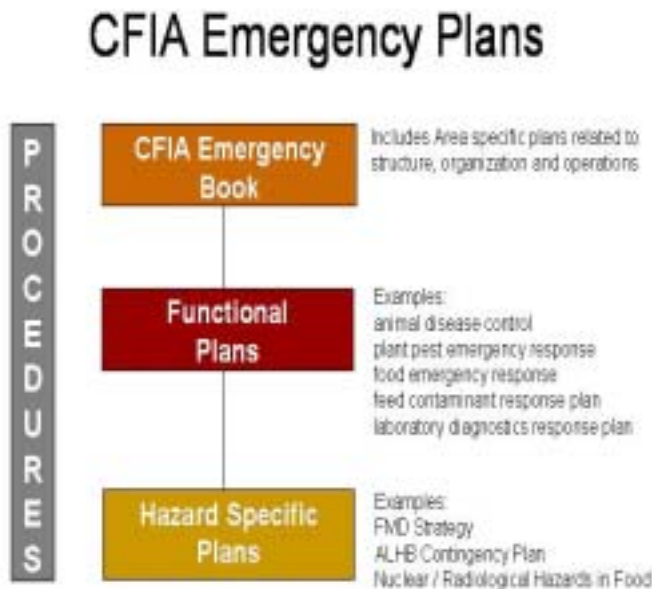 CFIA Emergency Plans
PROCEDURES
CFIA Emergency
Book
Includes Area specific plans related to
structure, organization and operations
Functional
Plans
Examples:
animal disease control
plant pest emergency response
food emergency response
feed contaminant response plan
laboratory diagnostics response plan
Hazard Specific
Plans
Examples:
FMD Strategy
ALHB Contingency Plan
Nuclear / Radiological Hazards in Food